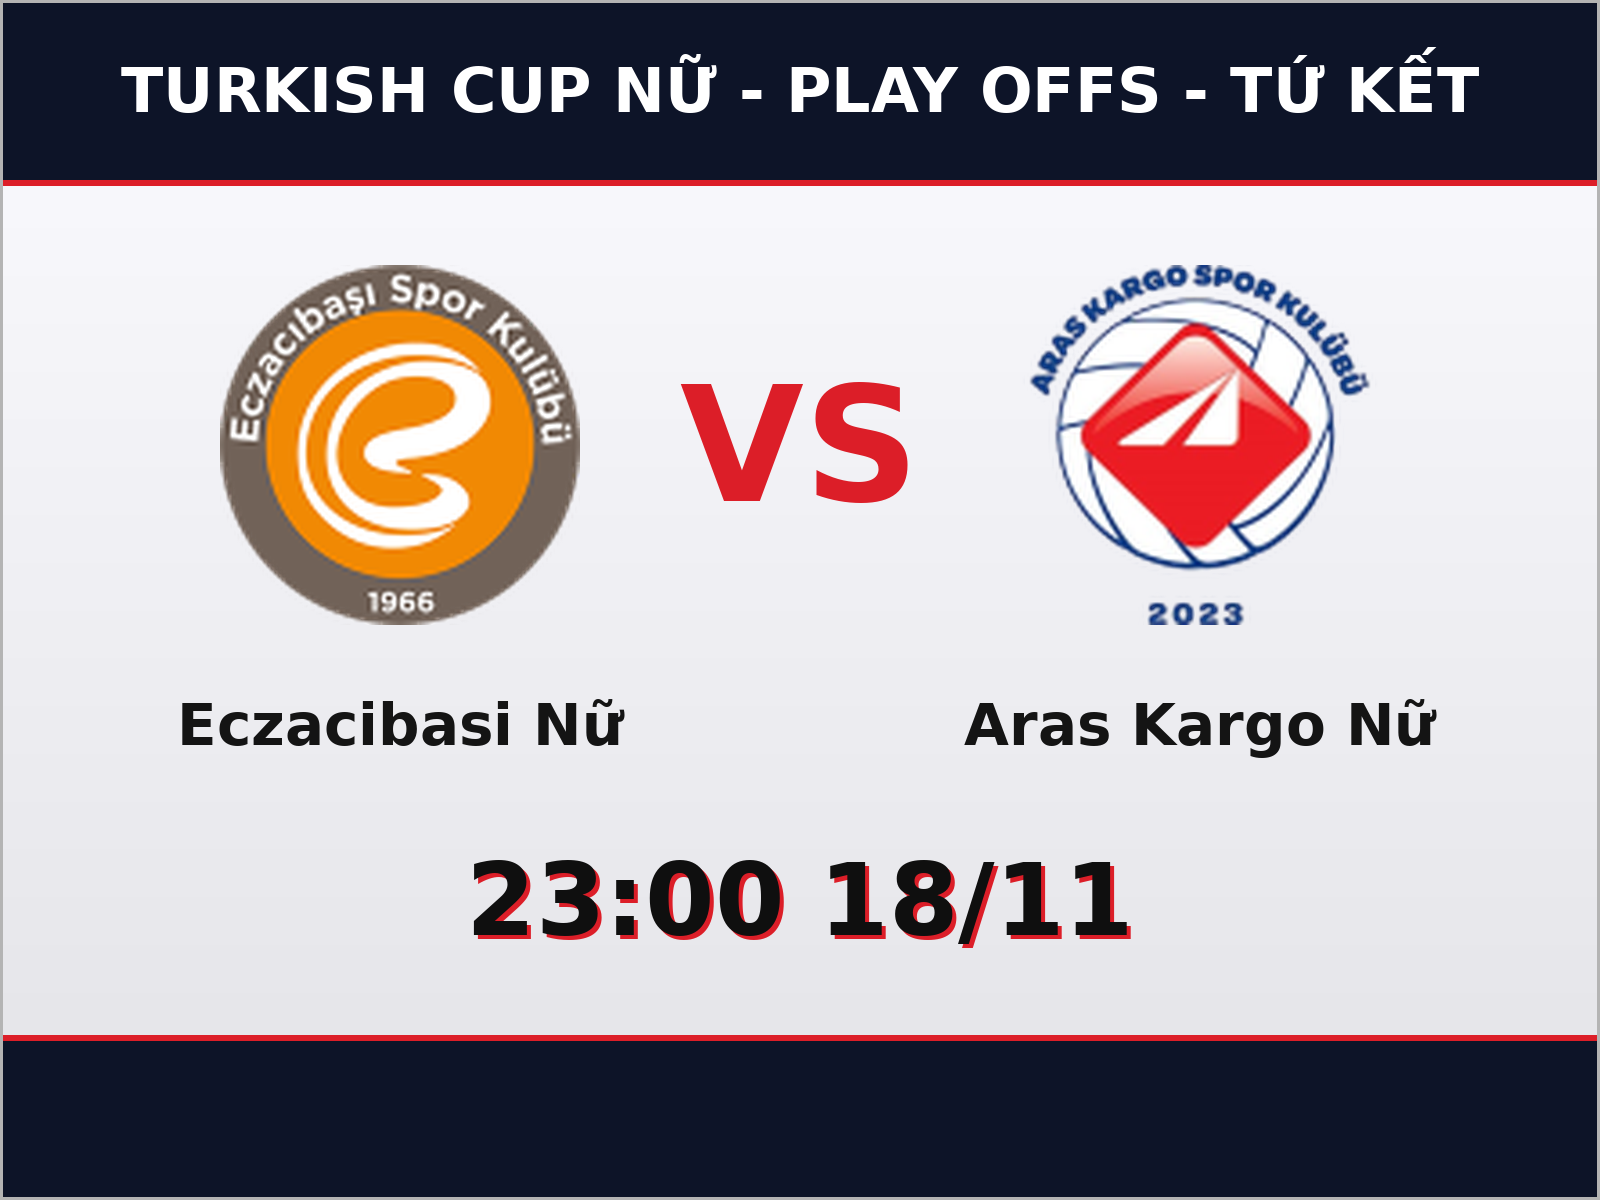 TURKISH CUP NỮ - PLAY OFFS - TỨ KẾT
Eczacıbaşı Spor Kulübü
1966
VS
ARAS KARGO SPOR KULÜBÜ
2023
Eczacibasi Nữ
Aras Kargo Nữ
23:00 18/11